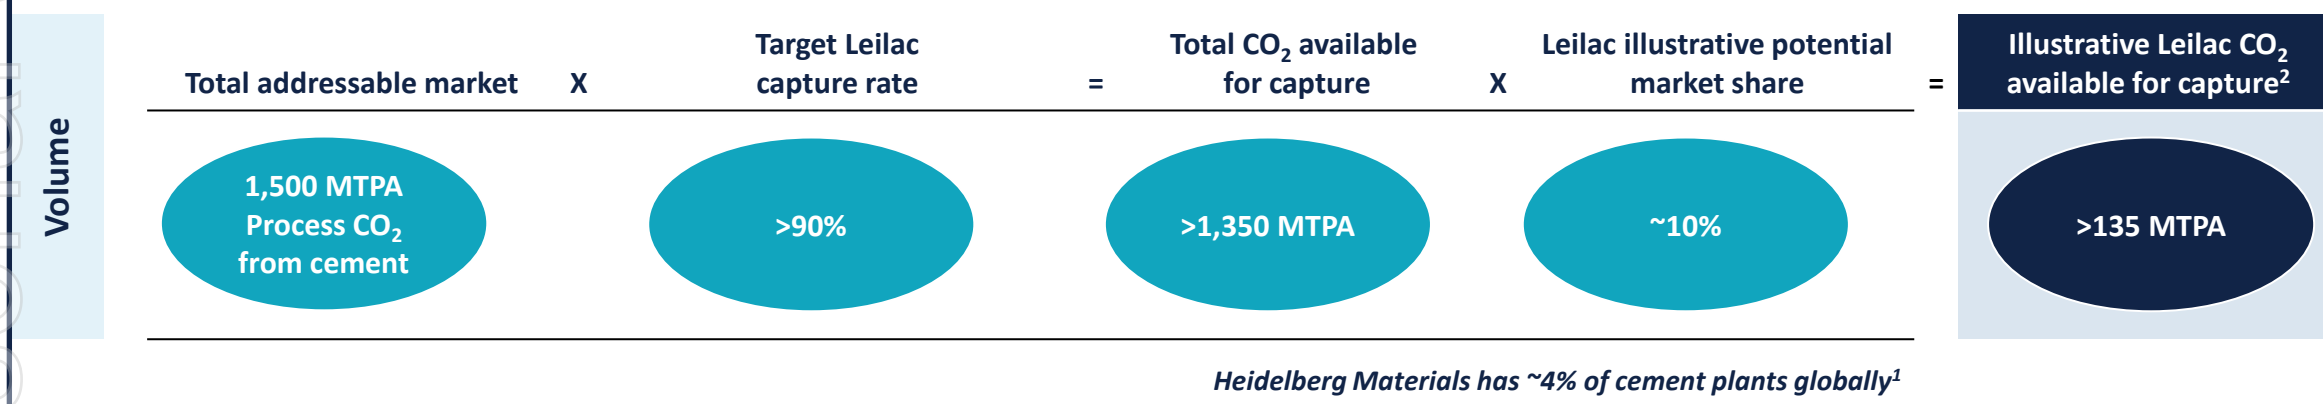 Volume
Total addressable market
X
Target Leilac
capture rate
=
Total CO₂ available
for capture
X
Leilac illustrative potential
market share
=
Illustrative Leilac CO₂
available for capture²
1,500 MTPA
Process CO₂
from cement
>90%
>1,350 MTPA
~10%
>135 MTPA
Heidelberg Materials has ~4% of cement plants globally¹